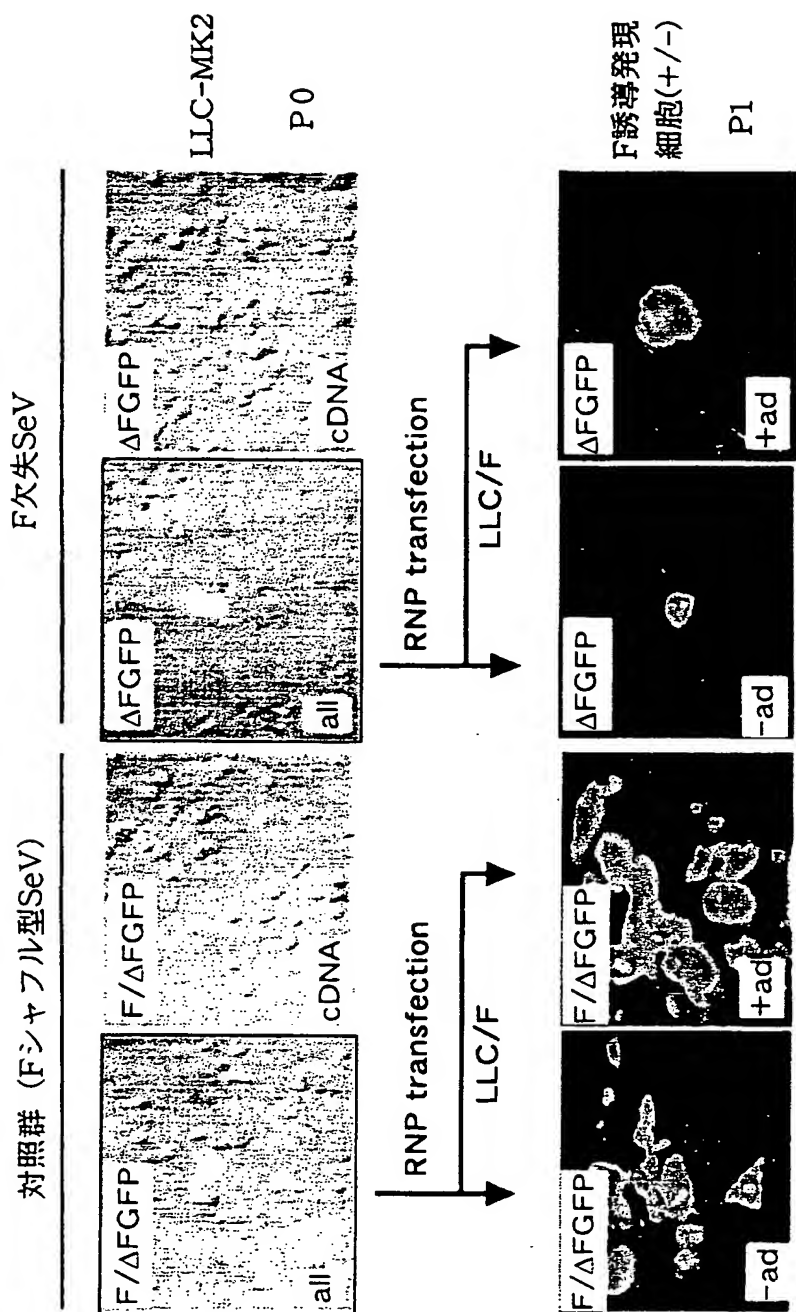 対照群 (Fシャフル型SeV)
F欠失SeV
F/ΔFGFP
all
F/ΔFGFP
cDNA
ΔFGFP
all
ΔFGFP
cDNA
LLC-MK2
P0
RNP transfection
LLC/F
RNP transfection
LLC/F
F/ΔFGFP
-ad
F/ΔFGFP
+ad
ΔFGFP
-ad
ΔFGFP
+ad
F誘導発現
細胞(+/-)
P1